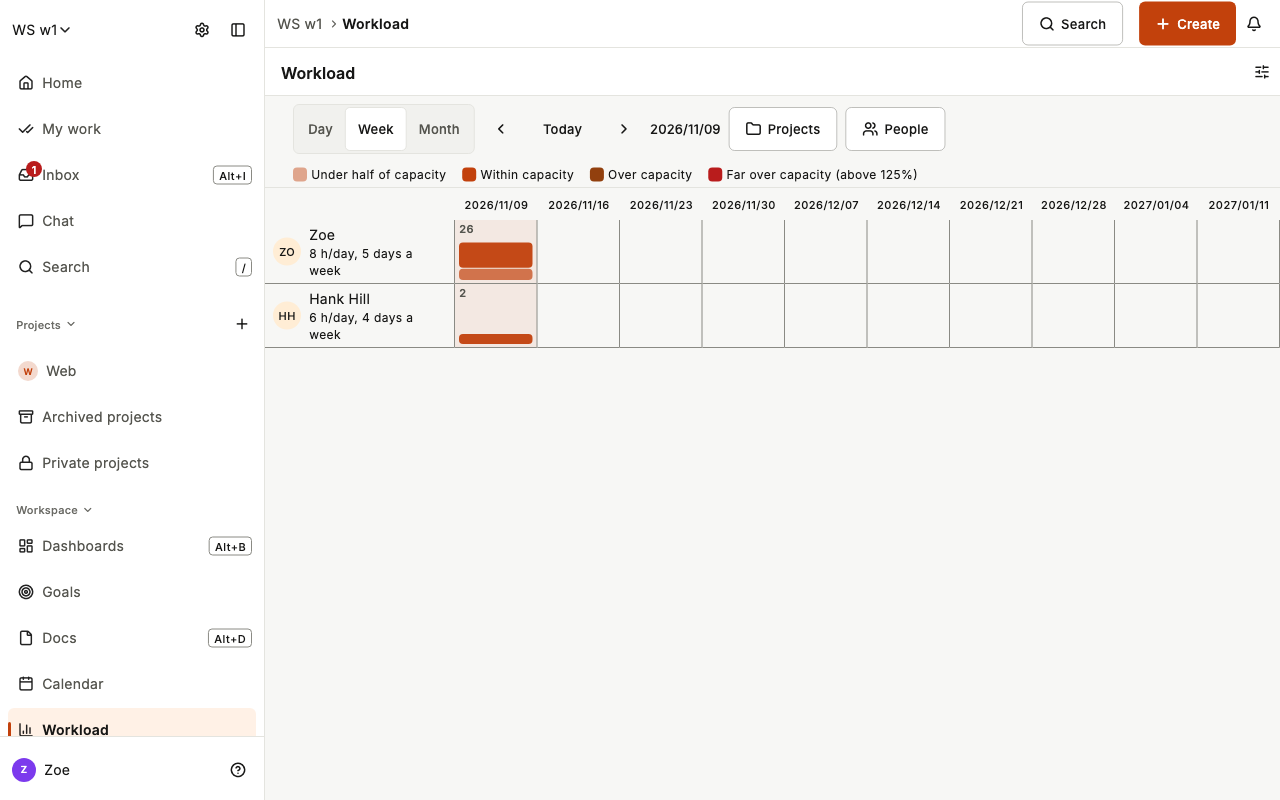 WS w1
Home
My work
1
Inbox
Alt+I
Chat
Search
/
Projects
W
Web
Archived projects
Private projects
Workspace
Dashboards
Alt+B
Goals
Docs
Alt+D
Calendar
Workload
Z
Zoe
WS w1 > Workload
Search
Create
Workload
Day
Week
Month
Today
2026/11/09
Projects
People
Under half of capacity
Within capacity
Over capacity
Far over capacity (above 125%)
2026/11/09 2026/11/16 2026/11/23 2026/11/30 2026/12/07 2026/12/14 2026/12/21 2026/12/28 2027/01/04 2027/01/11
ZO
Zoe
8 h/day, 5 days a
week
26
HH
Hank Hill
6 h/day, 4 days a
week
2